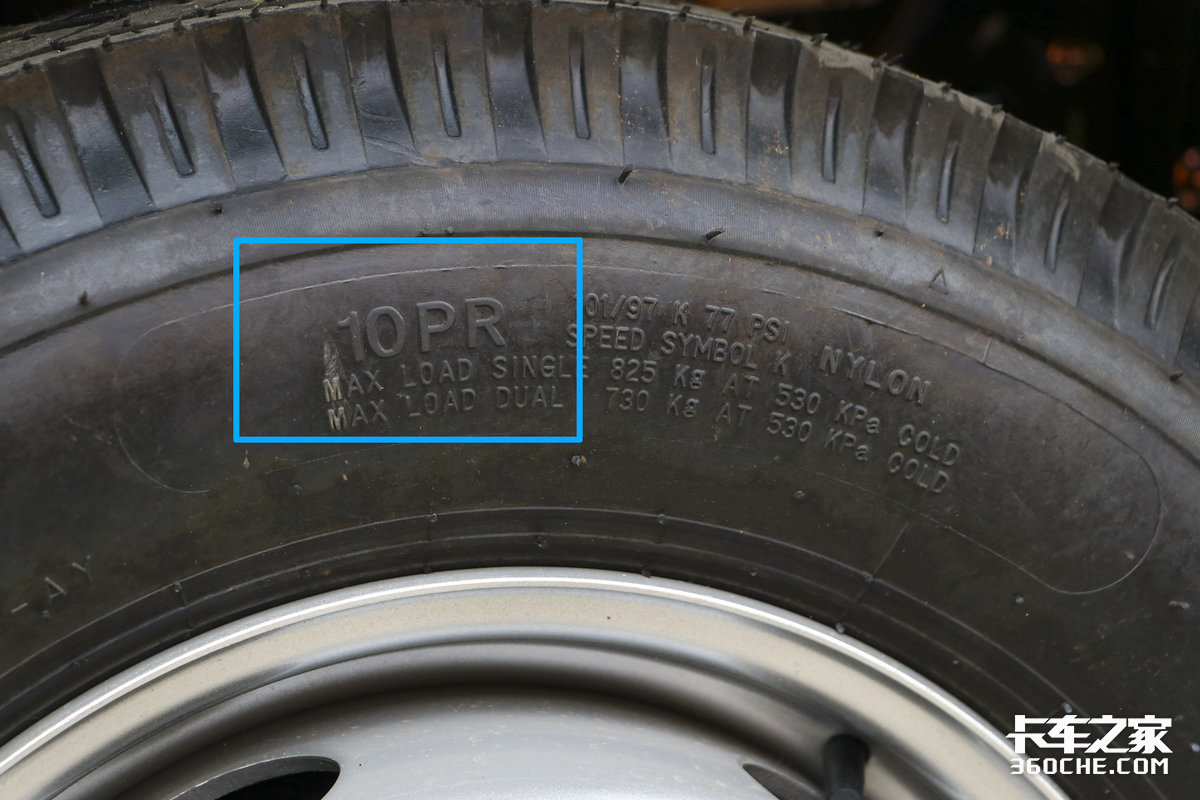 10PR
101/97 K 77 PSI
SPEED SYMBOL K NYLON
MAX LOAD SINGLE 825 Kg AT 530 KPa COLD
MAX LOAD DUAL 730 Kg AT 530 KPa COLD
-AY
卡车之家
360CHE.COM